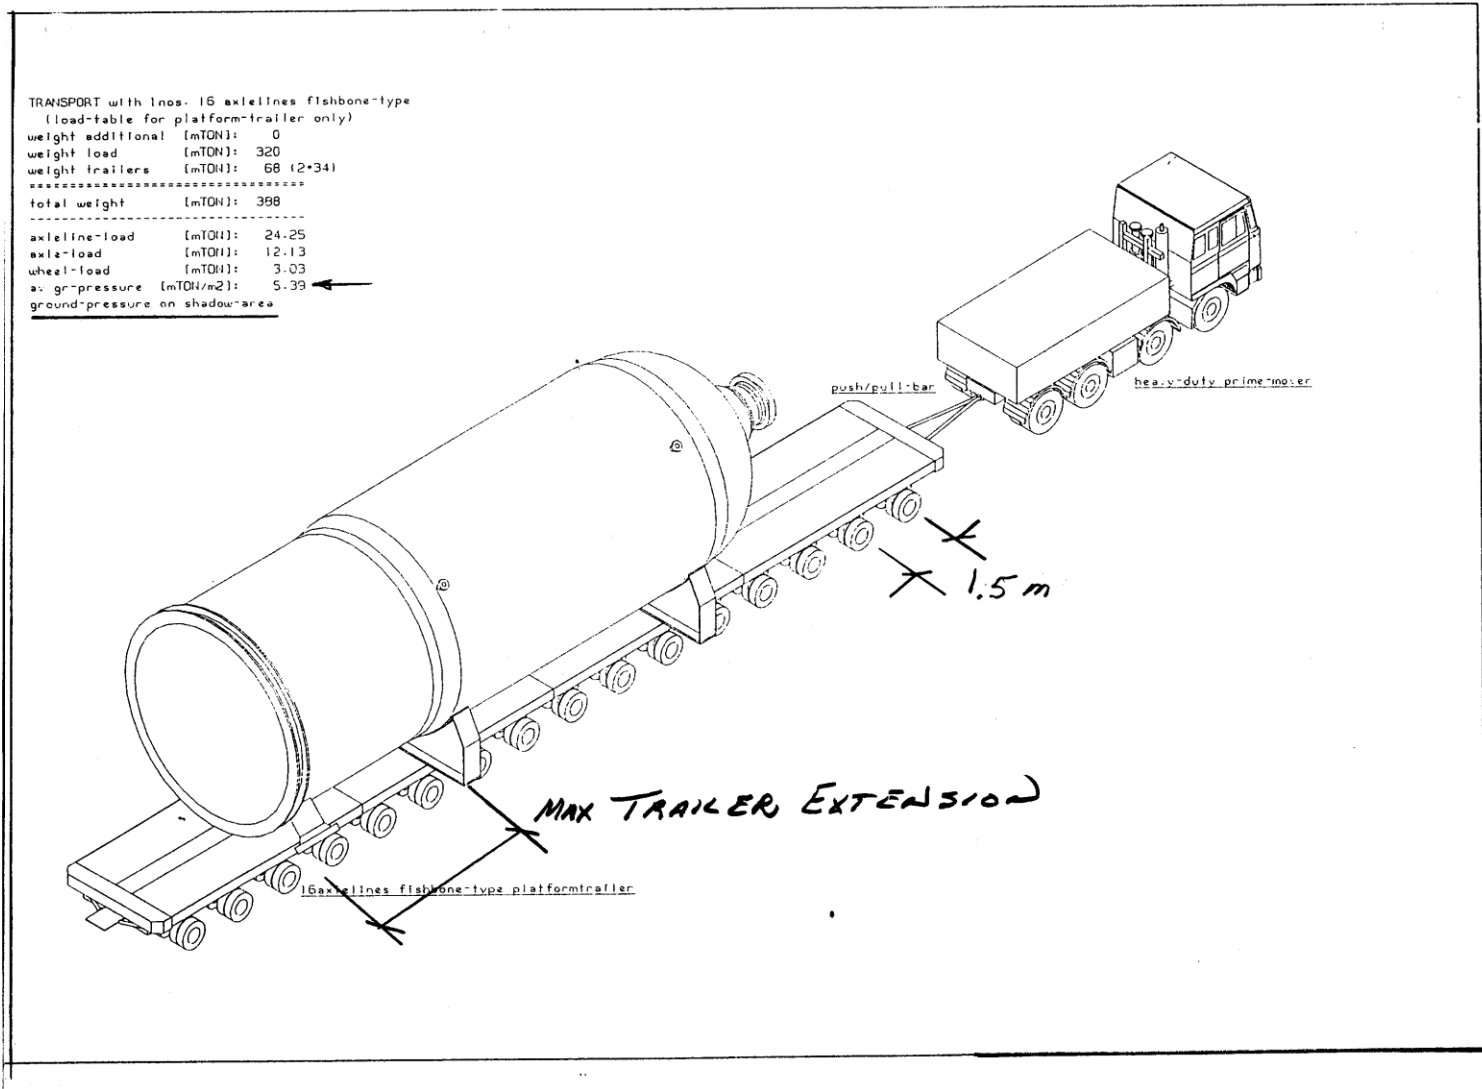 TRANSPORT with 1nos. 16 axlelines fishbone-type
(load-table for platform-trailer only)
weight additional [mTON]: 0
weight load [mTON]: 320
weight trailers [mTON]: 68 (2*34)
==================================
total weight [mTON]: 388
----------------------------------
axleline-load [mTON]: 24.25
axle-load [mTON]: 12.13
wheel-load [mTON]: 3.03
av gr-pressure [mTON/m2]: 5.39
ground-pressure on shadow-area
push/pull-bar
heavy-duty prime-mover
1.5 m
MAX TRAILER EXTENSION
16axlelines fishbone-type platformtrailer